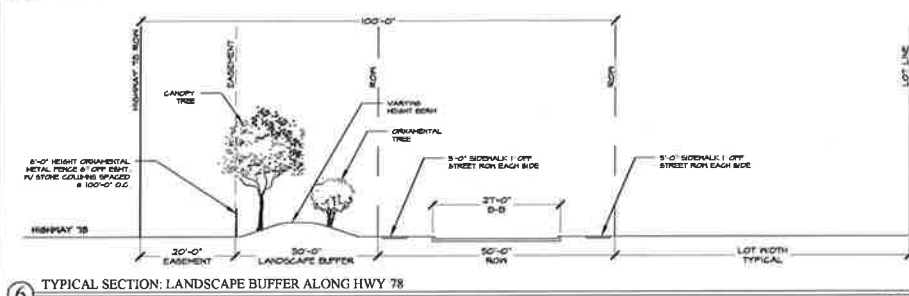 100'-0"
HIGHWAY 78 ROW
EASEMENT
ROW
ROW
LOT LINE
CANOPY
TREE
VARYING
HEIGHT BERM
ORNAMENTAL
TREE
6'-0" HEIGHT ORNAMENTAL
METAL FENCE 6" OFF ESMT.
W/ STONE COLUMNS SPACED
@ 100'-0" O.C.
5'-0" SIDEWALK 1' OFF
STREET ROW EACH SIDE
5'-0" SIDEWALK 1' OFF
STREET ROW EACH SIDE
27'-0"
B-B
HIGHWAY 78
20'-0"
EASEMENT
30'-0"
LANDSCAPE BUFFER
50'-0"
ROW
LOT WIDTH
TYPICAL
6 TYPICAL SECTION: LANDSCAPE BUFFER ALONG HWY 78